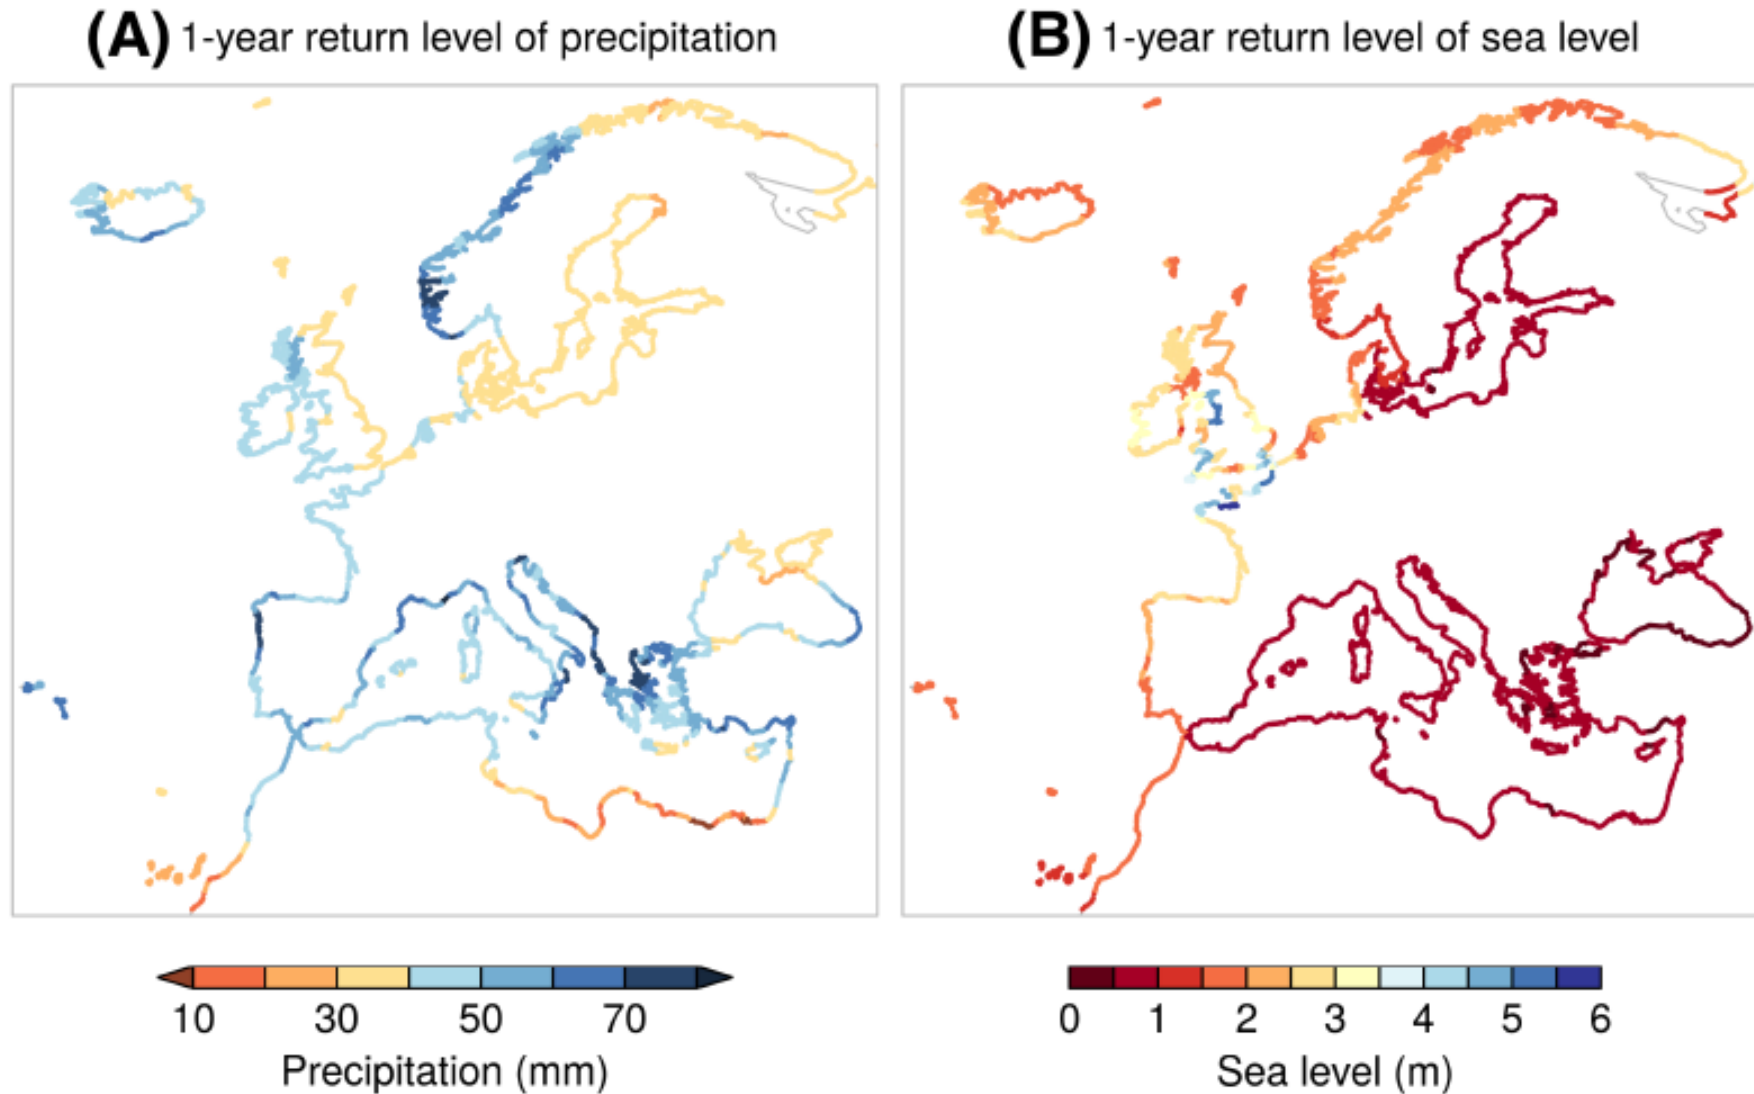 (A) 1-year return level of precipitation
(B) 1-year return level of sea level
10 30 50 70
Precipitation (mm)
0 1 2 3 4 5 6
Sea level (m)